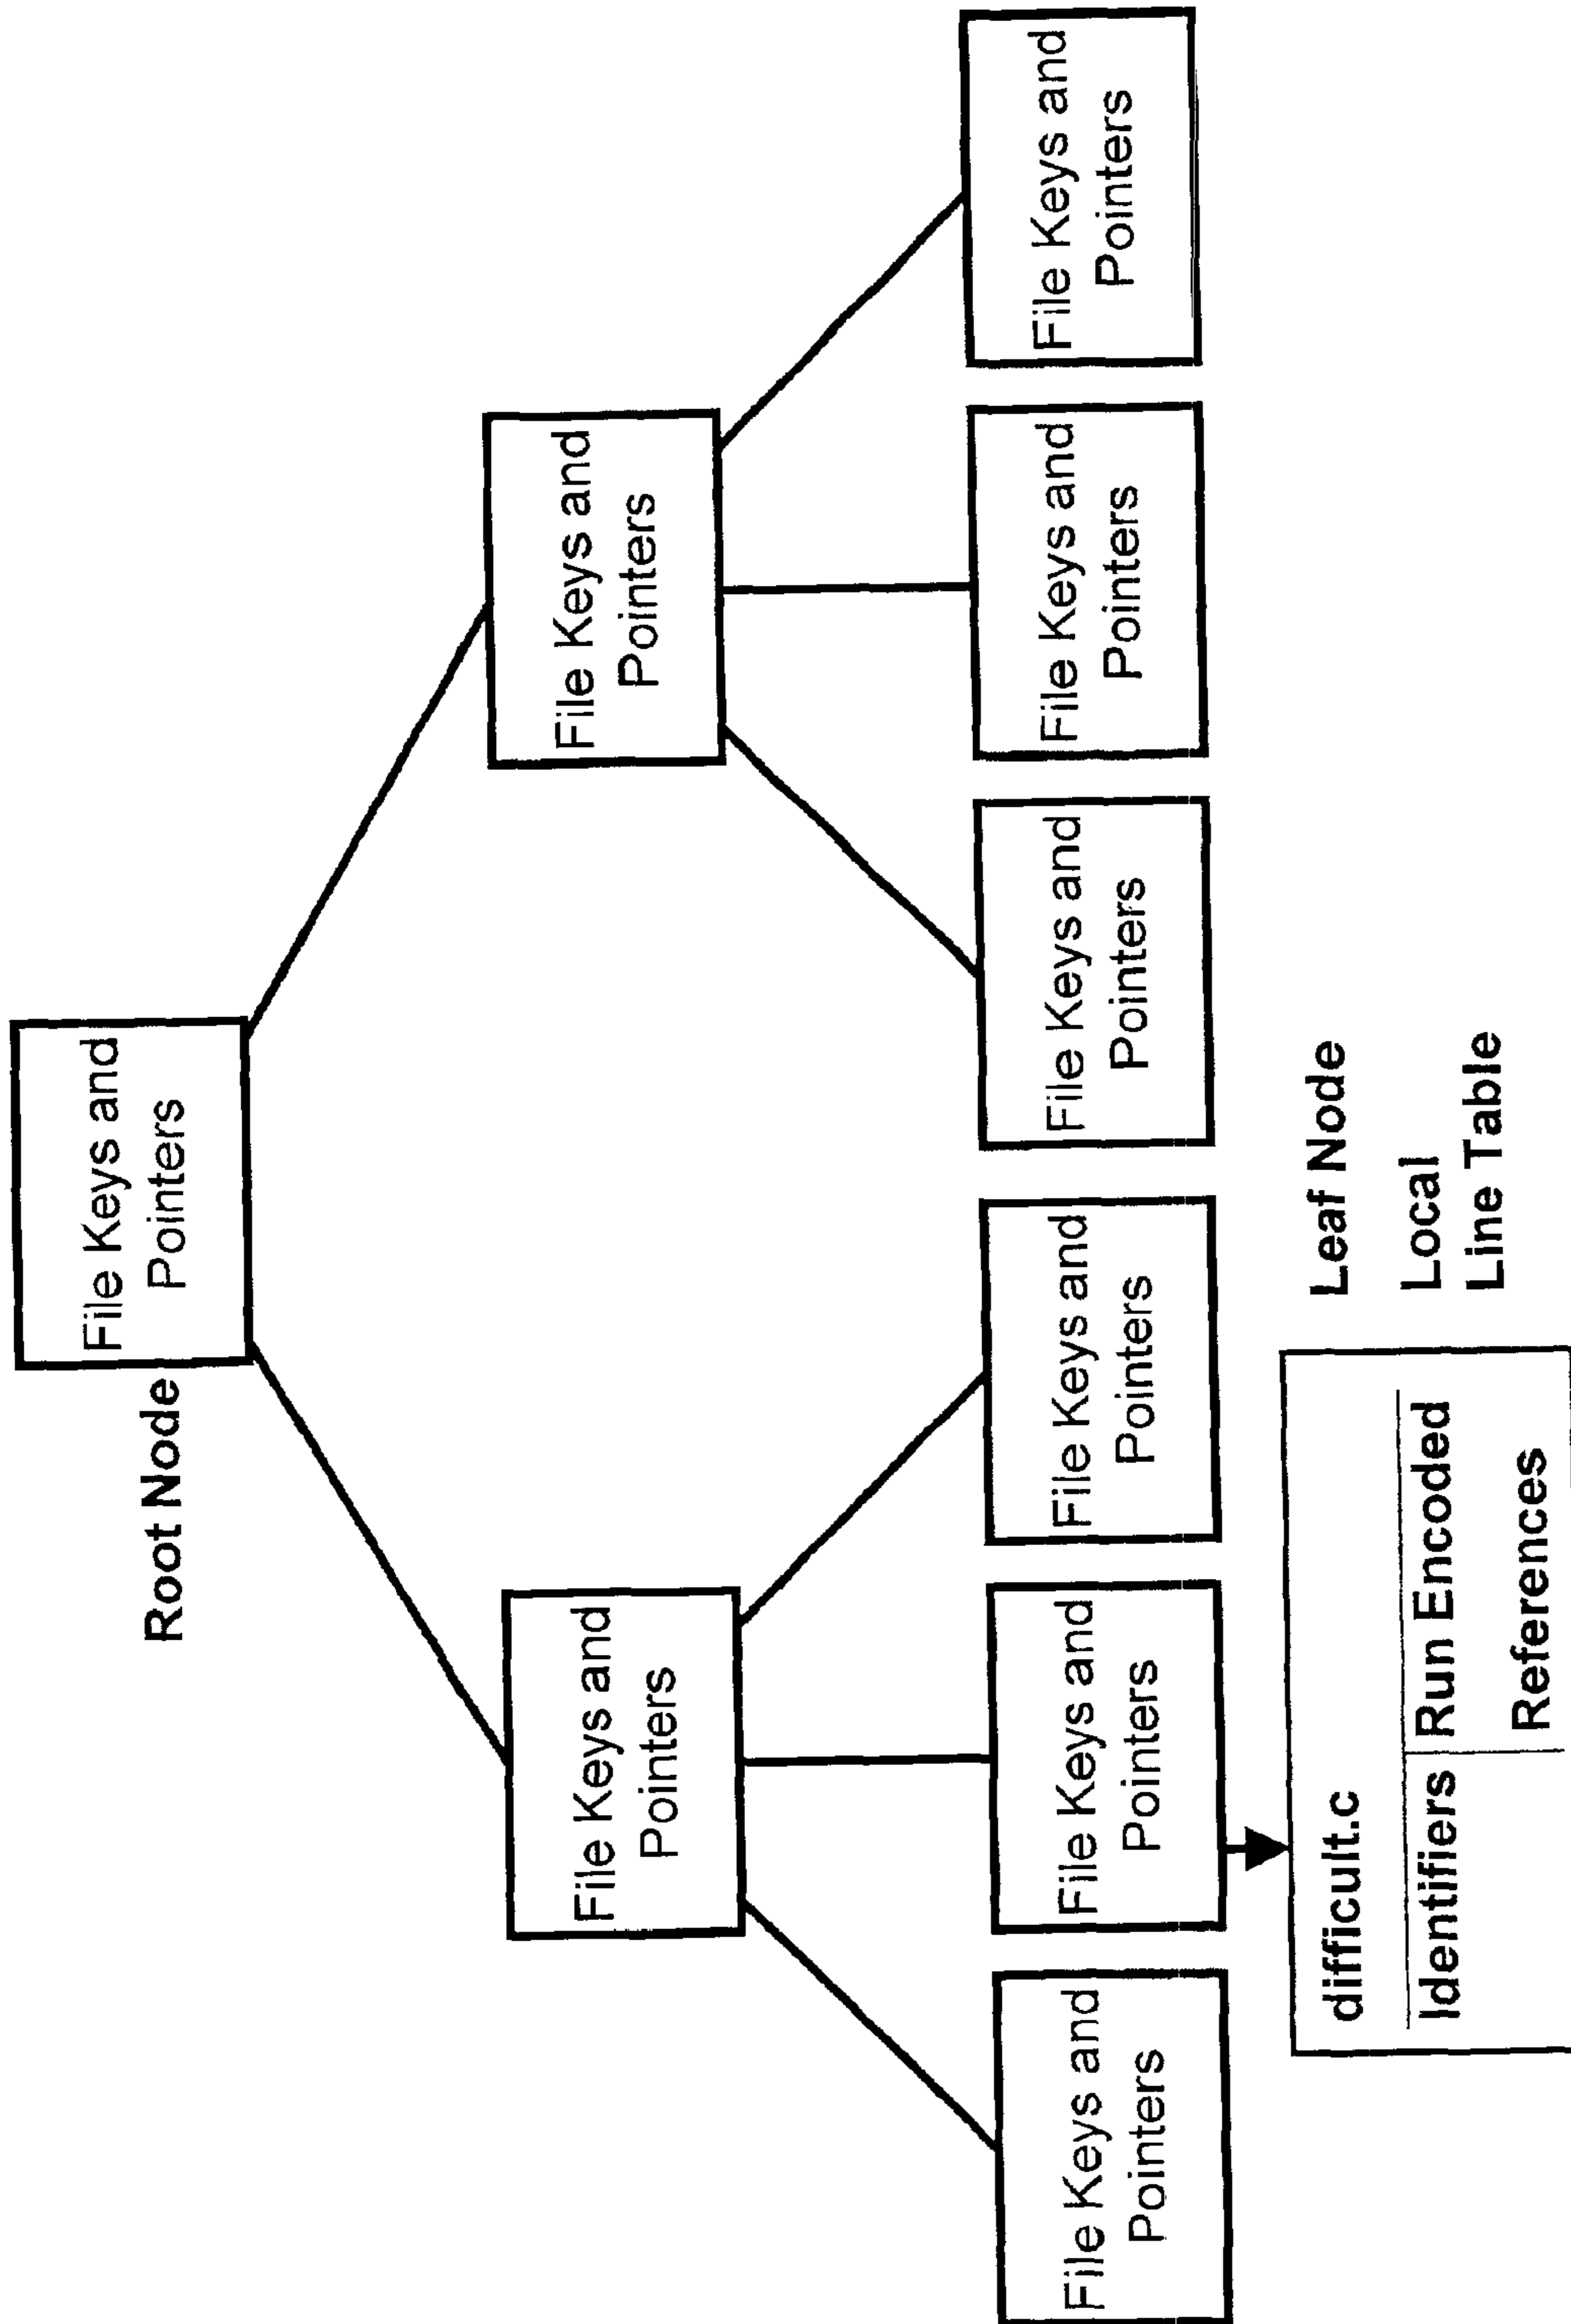 File Keys and
Pointers
Root Node
File Keys and
Pointers
File Keys and
Pointers
File Keys and
Pointers
File Keys and
Pointers
File Keys and
Pointers
File Keys and
Pointers
File Keys and
Pointers
File Keys and
Pointers
difficult.c
Identifiers
Run Encoded
References
Leaf Node
Local
Line Table